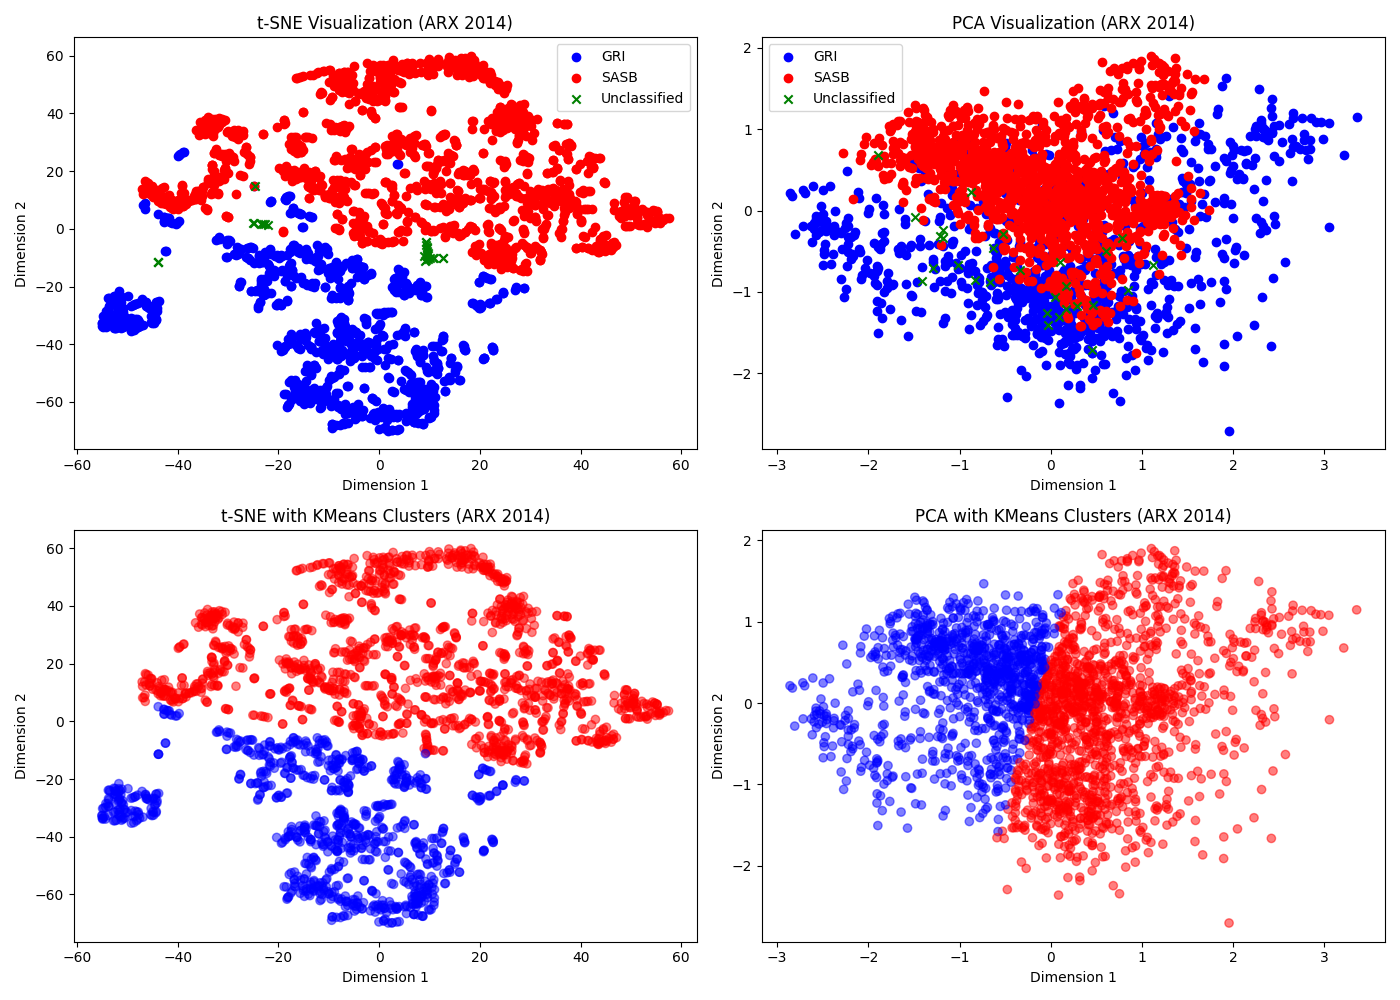 t-SNE Visualization (ARX 2014)
GRI
SASB
Unclassified
Dimension 2
60
40
20
0
−20
−40
−60
−60
−40
−20
0
20
40
60
Dimension 1
PCA Visualization (ARX 2014)
GRI
SASB
Unclassified
Dimension 2
2
1
0
−1
−2
−3
−2
−1
0
1
2
3
Dimension 1
t-SNE with KMeans Clusters (ARX 2014)
Dimension 2
60
40
20
0
−20
−40
−60
−60
−40
−20
0
20
40
60
Dimension 1
PCA with KMeans Clusters (ARX 2014)
Dimension 2
2
1
0
−1
−2
−3
−2
−1
0
1
2
3
Dimension 1